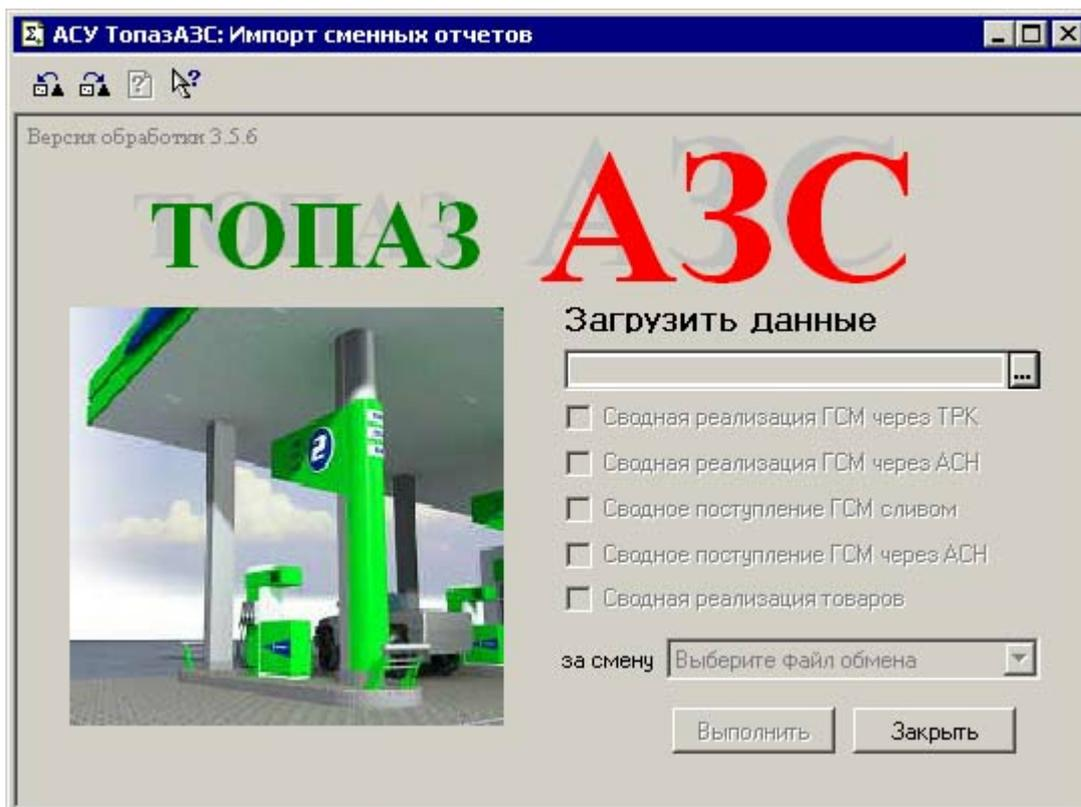 АСУ ТопазАЗС: Импорт сменных отчетов
Версия обработки 3.5.6
ТОПАЗ АЗС
Загрузить данные
...
Сводная реализация ГСМ через ТРК
Сводная реализация ГСМ через АСН
Сводное поступление ГСМ сливом
Сводное поступление ГСМ через АСН
Сводная реализация товаров
за смену Выберите файл обмена
Выполнить Закрыть
2